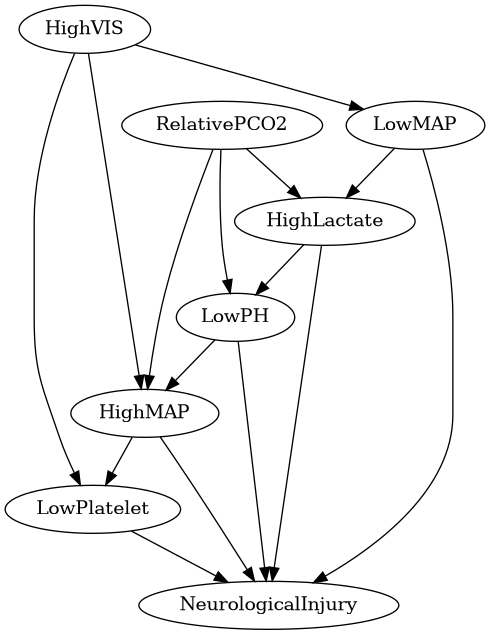 HighVIS
RelativePCO2
LowMAP
HighLactate
LowPH
HighMAP
LowPlatelet
NeurologicalInjury